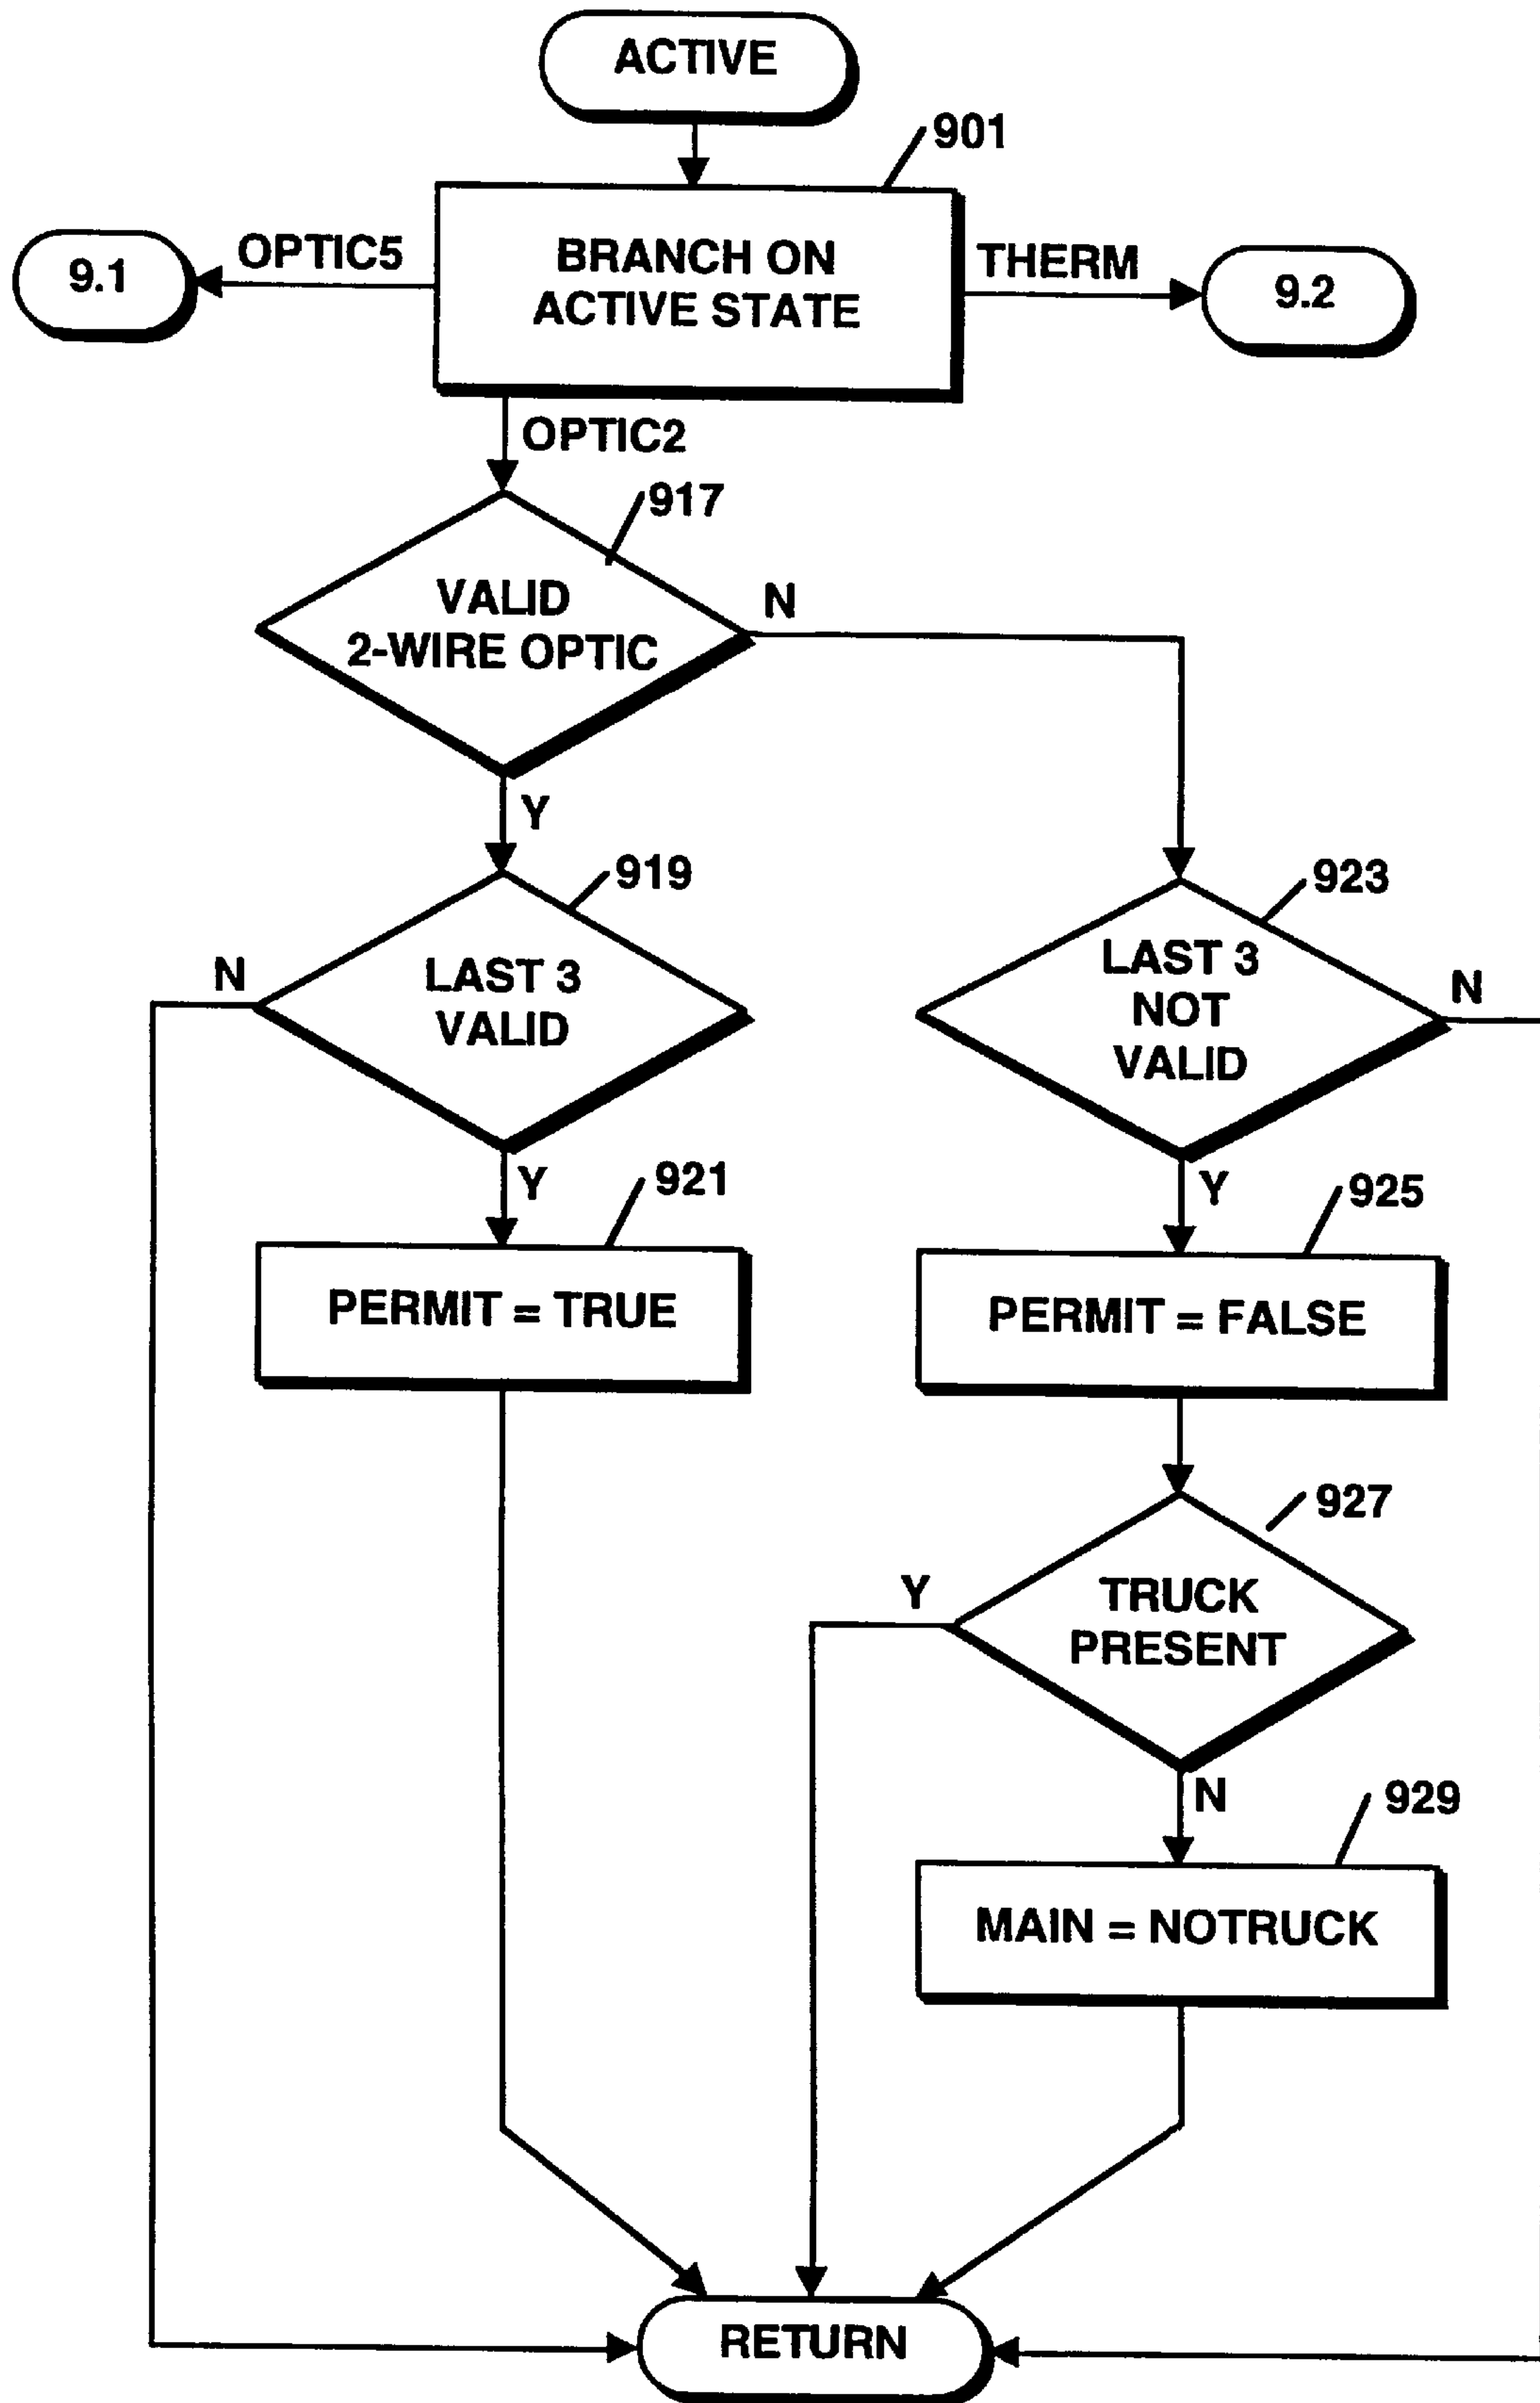 ACTIVE
901
BRANCH ON
ACTIVE STATE
OPTIC5
9.1
THERM
9.2
OPTIC2
917
VALID
2-WIRE OPTIC
N
Y
919
LAST 3
VALID
N
923
LAST 3
NOT
VALID
N
Y
921
PERMIT = TRUE
Y
925
PERMIT = FALSE
927
TRUCK
PRESENT
Y
N
929
MAIN = NOTRUCK
RETURN